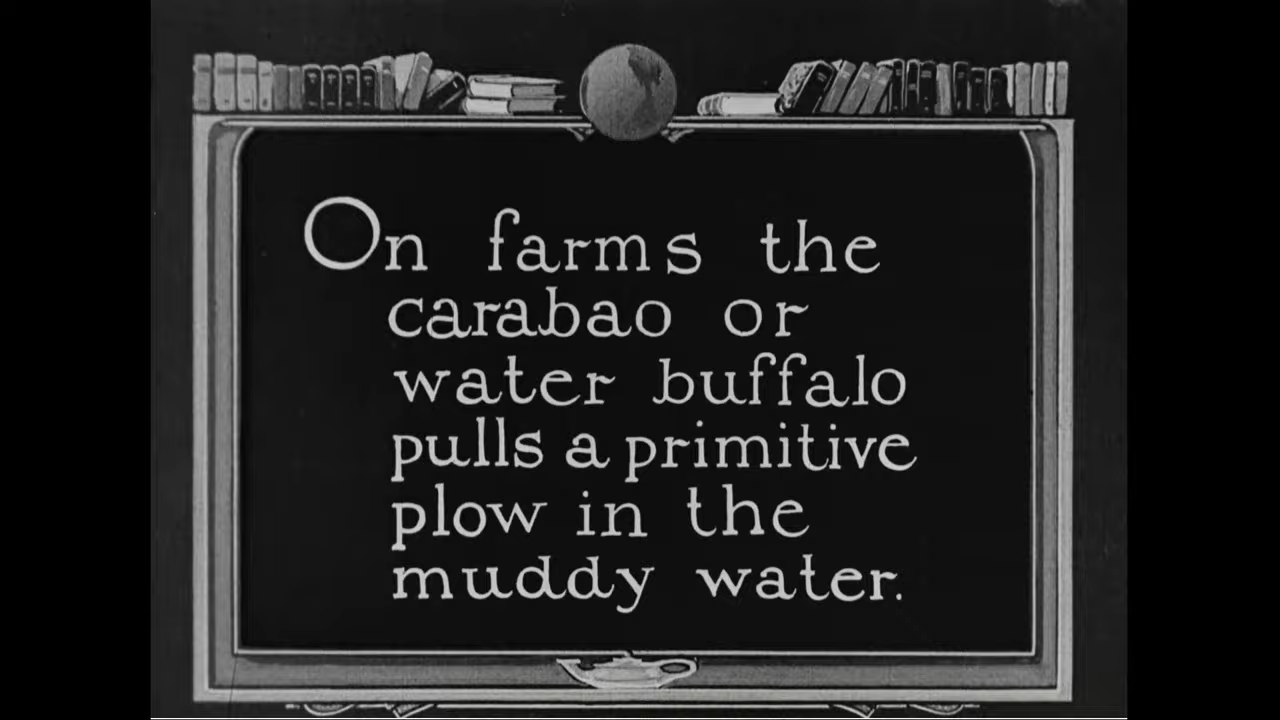 On farms the
carabao or
water buffalo
pulls a primitive
plow in the
muddy water.